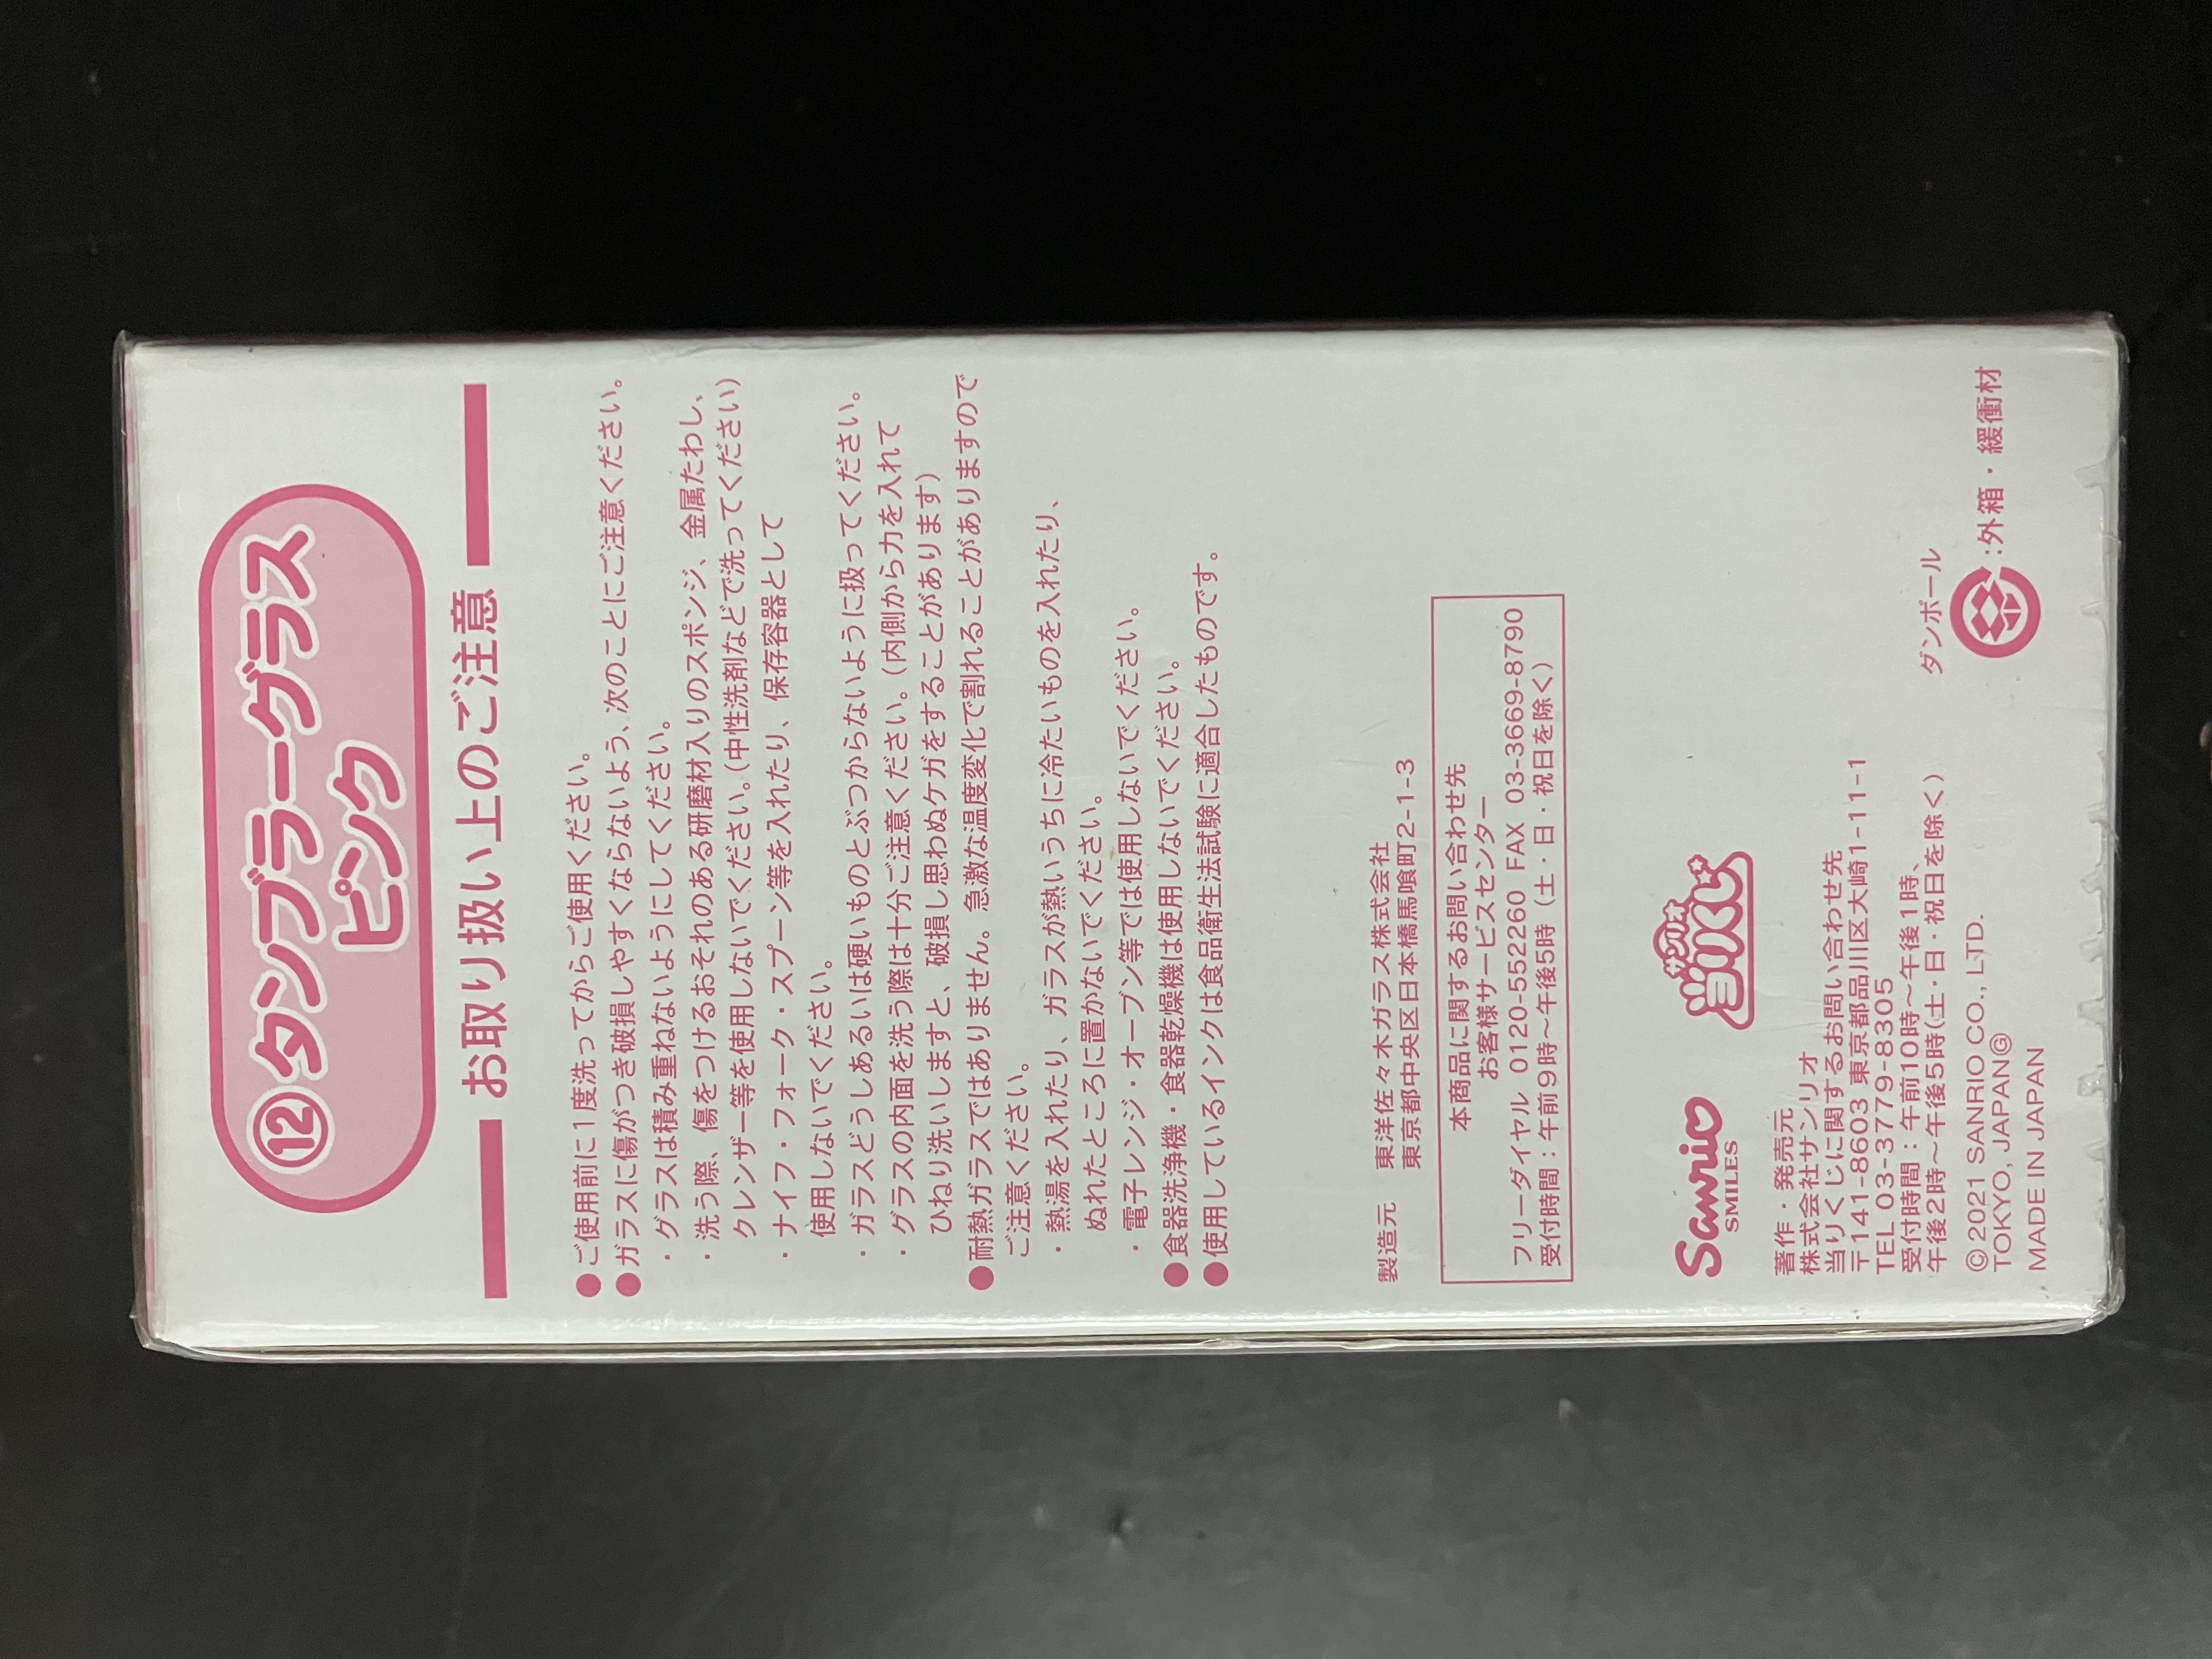 ⑫タンブラーグラス
ピンク
お取り扱い上のご注意
●ご使用前に1度洗ってからご使用ください。
●ガラスに傷がつき破損しやすくならないよう、次のことにご注意ください。
・グラスは積み重ねないようにしてください。
・洗う際、傷をつけるおそれのある研磨材入りのスポンジ、金属たわし、
クレンザー等を使用しないでください。(中性洗剤などで洗ってください)
・ナイフ・フォーク・スプーン等を入れたり、保存容器として
使用しないでください。
・ガラスどうしあるいは硬いものとぶつからないように扱ってください。
・グラスの内面を洗う際は十分ご注意ください。(内側から力を入れて
ひねり洗いしますと、破損し思わぬケガをすることがあります)
●耐熱ガラスではありません。急激な温度変化で割れることがありますので
ご注意ください。
・熱湯を入れたり、ガラスが熱いうちに冷たいものを入れたり、
ぬれたところに置かないでください。
・電子レンジ・オーブン等では使用しないでください。
●食器洗浄機・食器乾燥機は使用しないでください。
●使用しているインクは食品衛生法試験に適合したものです。
製造元 東洋佐々木ガラス株式会社
東京都中央区日本橋馬喰町2-1-3
本商品に関するお問い合わせ先
お客様サービスセンター
フリーダイヤル 0120-552260 FAX 03-3669-8790
受付時間：午前9時～午後5時（土・日・祝日を除く）
Sanrio
SMILES
サンリオ
当りくじ
著作・発売元
株式会社サンリオ
当りくじに関するお問い合わせ先
〒141-8603 東京都品川区大崎1-11-1
TEL 03-3779-8305
受付時間：午前10時～午後1時、
午後2時～午後5時(土・日・祝日を除く)
© 2021 SANRIO CO., LTD.
TOKYO, JAPAN Ⓖ
MADE IN JAPAN
ダンボール
:外箱・緩衝材